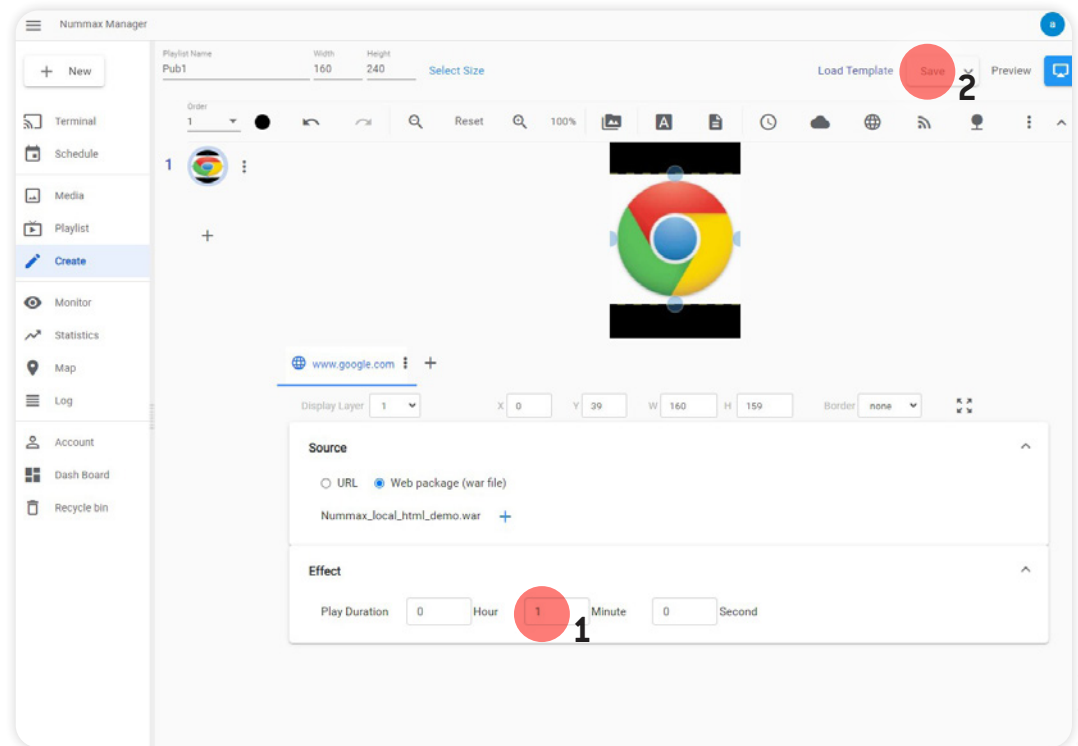 Nummax Manager
a
+ New
Playlist Name
Pub1
Width
160
Height
240
Select Size
Load Template
Save
2
Preview
Terminal
Schedule
Media
Playlist
Create
Monitor
Statistics
Map
Log
Account
Dash Board
Recycle bin
Order
1
Reset
100%
A
1
+
www.google.com
+
Display Layer 1 X 0 Y 39 W 160 H 159 Border none
Source
URL Web package (war file)
Nummax_local_html_demo.war +
Effect
Play Duration 0 Hour 1 Minute 0 Second
1